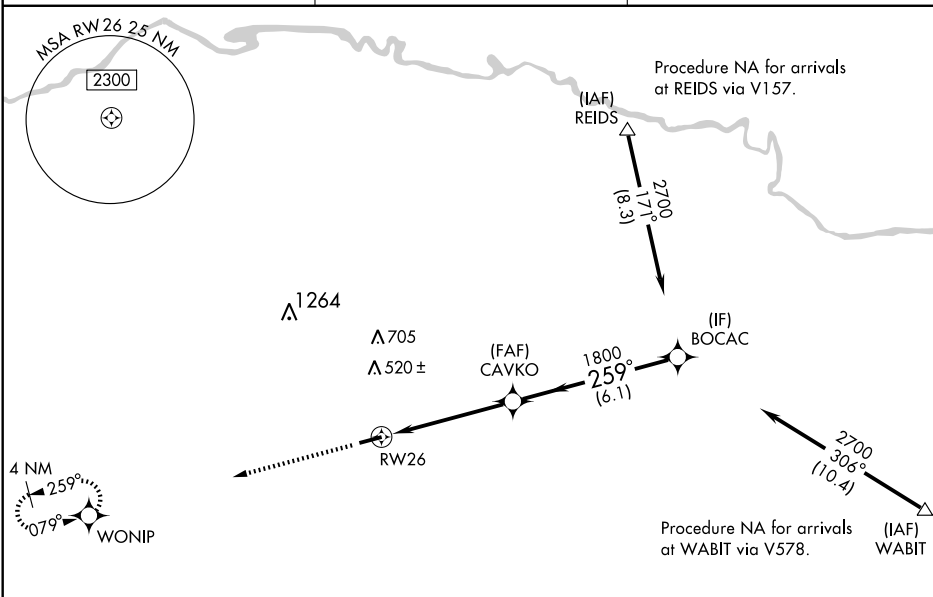 MSA RW26 25 NM
2300
Procedure NA for arrivals
at REIDS via V157.
(IAF)
REIDS
2700
171°
(8.3)
1264
705
520 ±
(FAF)
CAVKO
(IF)
BOCAC
1800
259°
(6.1)
RW26
2700
306°
(10.4)
4 NM
259°
079°
WONIP
Procedure NA for arrivals
at WABIT via V578.
(IAF)
WABIT